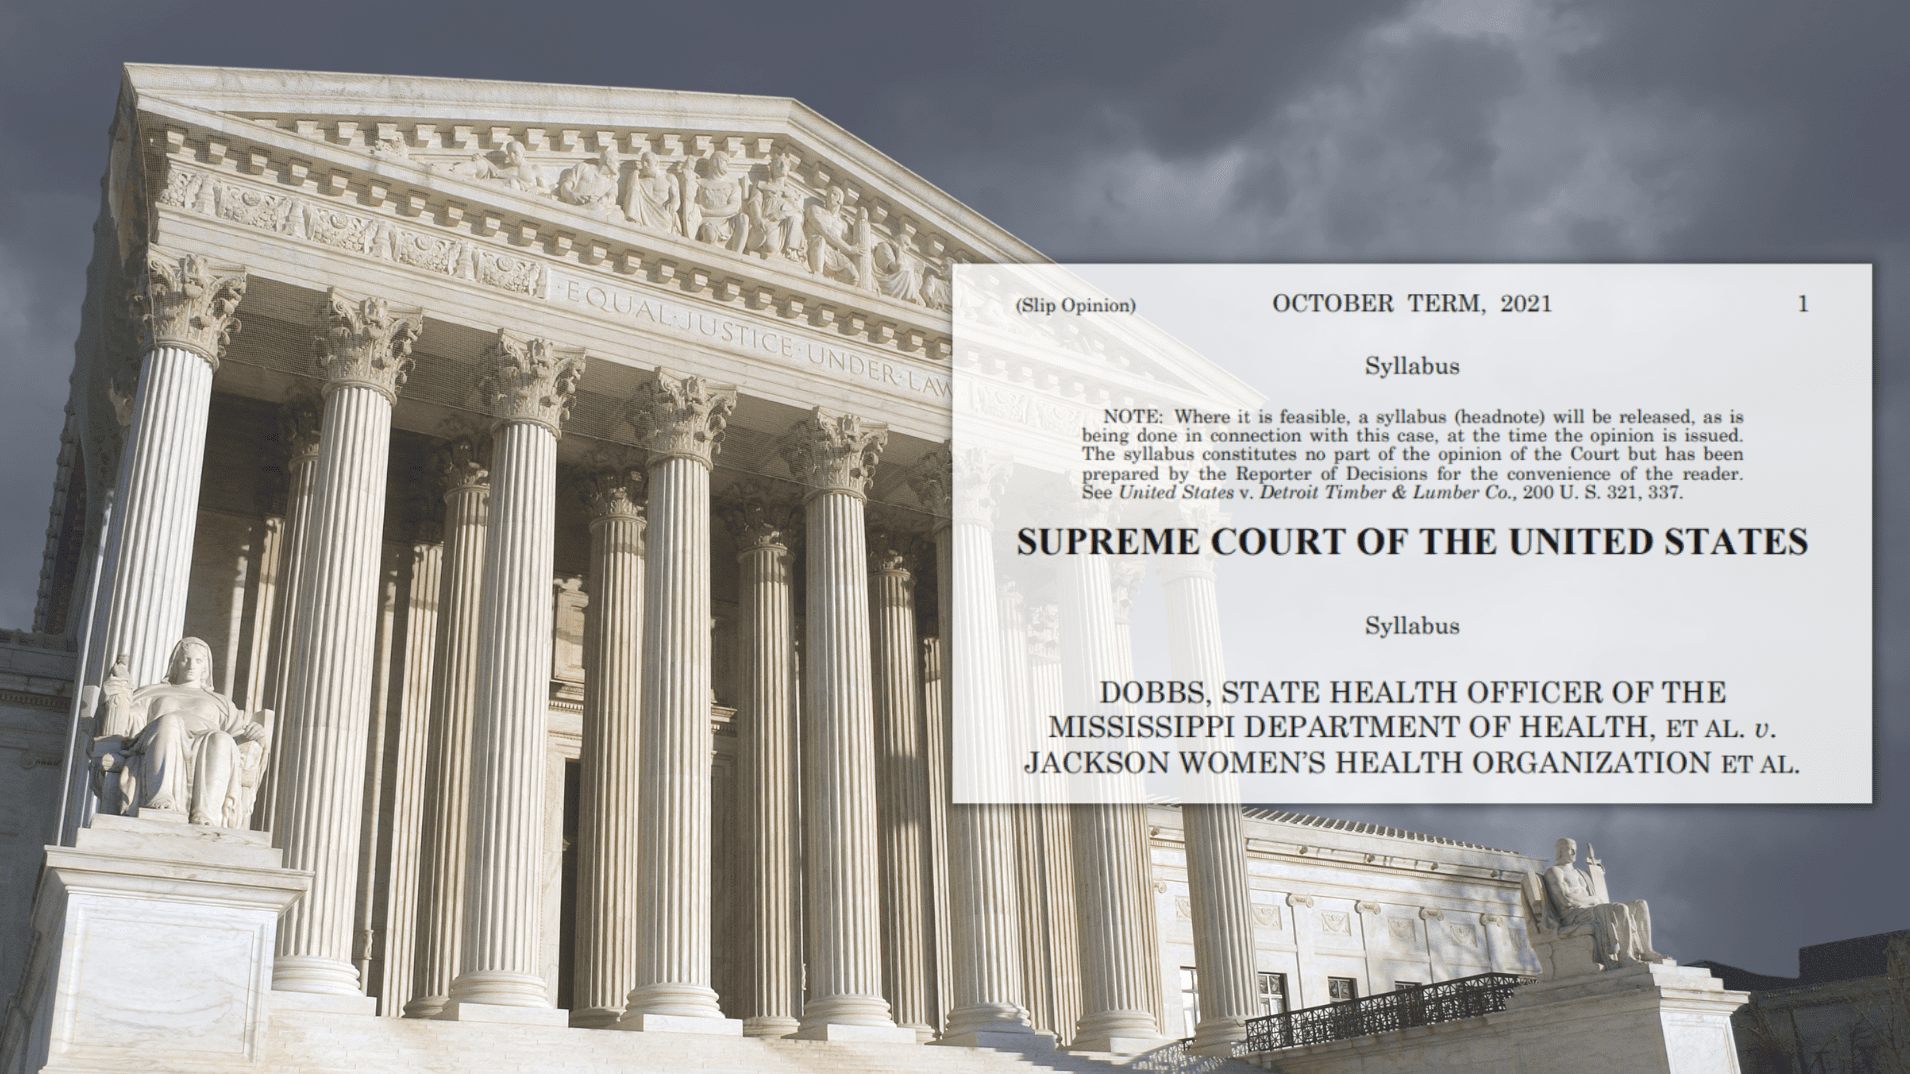 ·EQUAL·JUSTICE·UNDER·LAW
(Slip Opinion) OCTOBER TERM, 2021 1
Syllabus
NOTE: Where it is feasible, a syllabus (headnote) will be released, as is
being done in connection with this case, at the time the opinion is issued.
The syllabus constitutes no part of the opinion of the Court but has been
prepared by the Reporter of Decisions for the convenience of the reader.
See United States v. Detroit Timber & Lumber Co., 200 U. S. 321, 337.
SUPREME COURT OF THE UNITED STATES
Syllabus
DOBBS, STATE HEALTH OFFICER OF THE
MISSISSIPPI DEPARTMENT OF HEALTH, ET AL. v.
JACKSON WOMEN'S HEALTH ORGANIZATION ET AL.